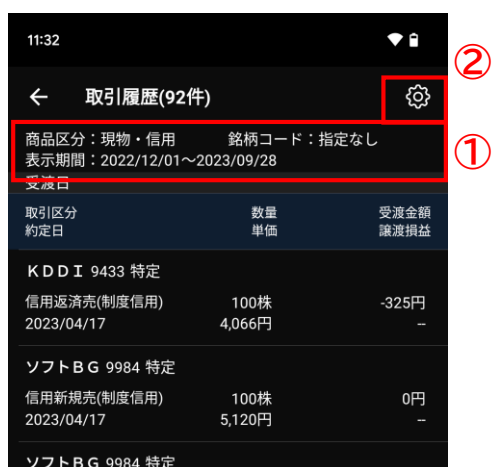 11:32
②
取引履歴(92件)
①
商品区分：現物・信用 銘柄コード：指定なし
表示期間：2022/12/01～2023/09/28
受渡日
取引区分 数量 受渡金額
約定日 単価 譲渡損益
ＫＤＤＩ 9433 特定
信用返済売(制度信用) 100株 -325円
2023/04/17 4,066円 --
ソフトＢＧ 9984 特定
信用新規売(制度信用) 100株 0円
2023/04/17 5,120円 --
ソフトＢＧ 9984 特定